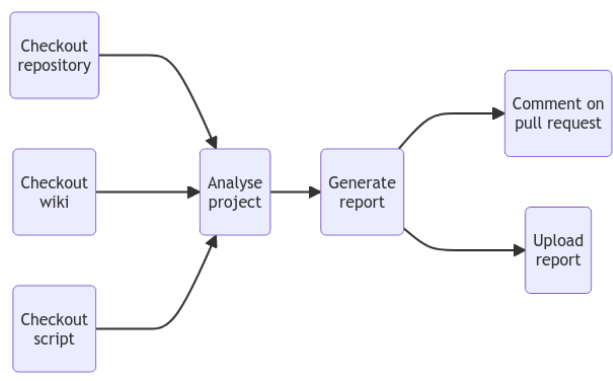 Checkout
repository
Checkout
wiki
Checkout
script
Analyse
project
Generate
report
Comment on
pull request
Upload
report